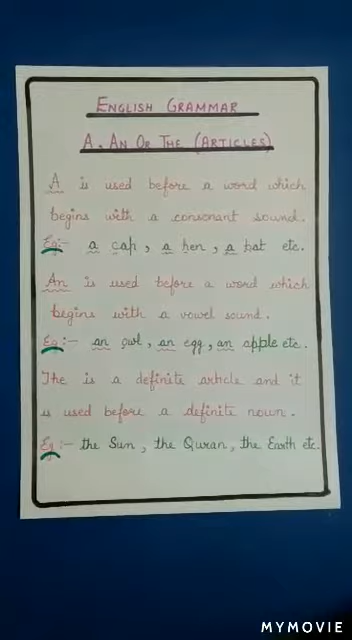 ENGLISH GRAMMAR
A, AN OR THE (ARTICLES)
A is used before a word which
begins with a consonant sound.
Eg:- a cap, a hen, a bat etc.
An is used before a word which
begins with a vowel sound.
Eg:- an owl, an egg, an apple etc.
The is a definite article and it
is used before a definite noun.
Eg:- the Sun, the Quran, the Earth etc.
MYMOVIE